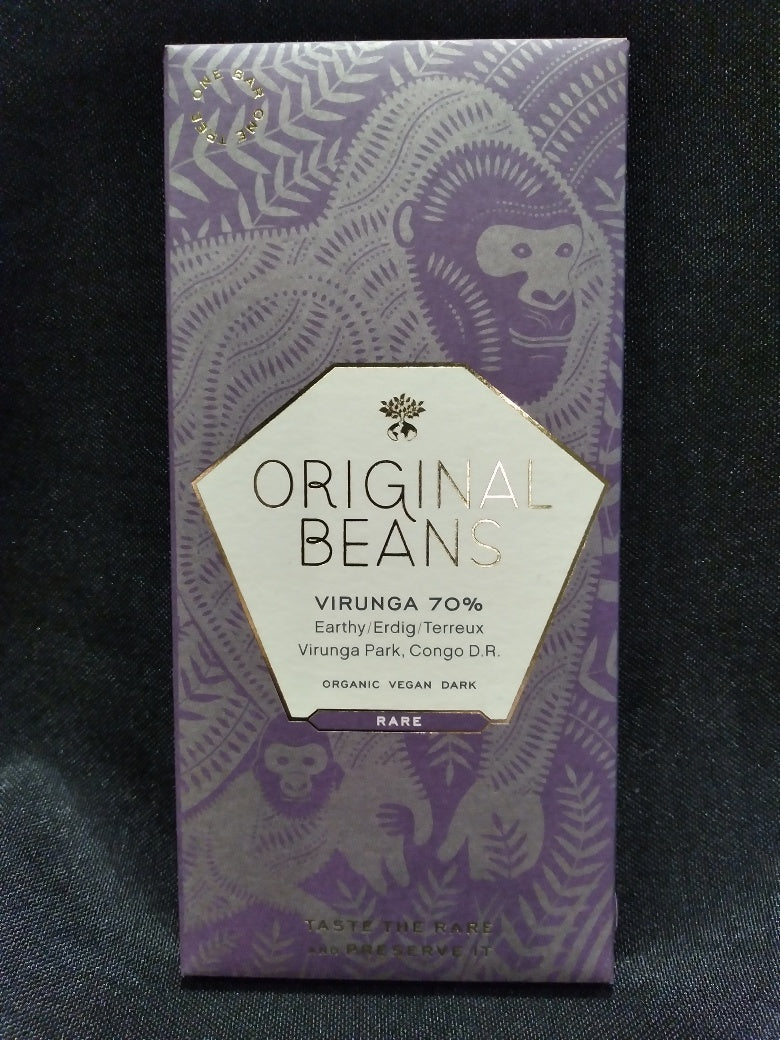 ONE BAR ONE TREE
ORIGINAL
BEANS
VIRUNGA 70%
Earthy/Erdig/Terreux
Virunga Park, Congo D.R.
ORGANIC VEGAN DARK
RARE
TASTE THE RARE
AND PRESERVE IT